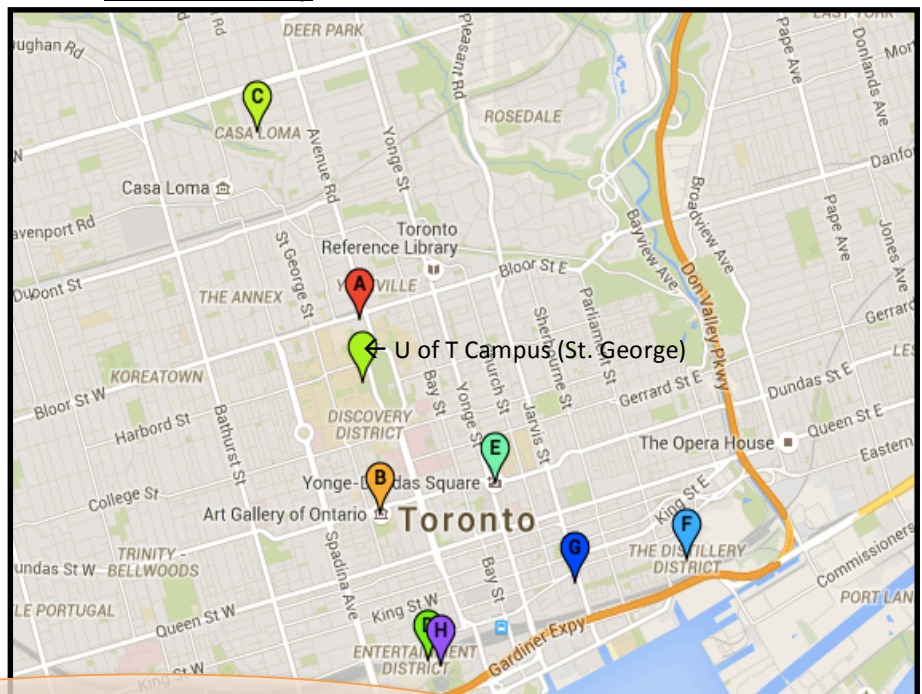 DEER PARK
EAST YORK
Vaughan Rd
Pleasant Rd
Pape Ave
Donlands Ave
C
CASA LOMA
ROSEDALE
Avenue Rd
Yonge St
Danfo
Casa Loma
Bayview Ave
Broadview Ave
Pape Ave
Jones Ave
avenport Rd
St George St
Toronto
Reference Library
Bloor St E
Dupont St
THE ANNEX
A
Don Valley Pkwy
Parliament St
Sherbourne St
Gerrard
← U of T Campus (St. George)
KOREATOWN
Bay St
Yonge St
Church St
Jarvis St
Gerrard St E
Dundas St E
Bloor St W
Harbord St
Bathurst St
DISCOVERY
DISTRICT
The Opera House
Queen St E
Eastern
E
B
Yonge-Dundas Square
College St
Art Gallery of Ontario
Toronto
King St E
F
G
THE DISTILLERY
DISTRICT
Commissioners
TRINITY -
BELLWOODS
undas St W
Spadina Ave
Bay St
PORT LAN
LE PORTUGAL
Queen St W
King St W
H
ENTERTAINMENT
DISTRICT
Gardiner Expy
King St W